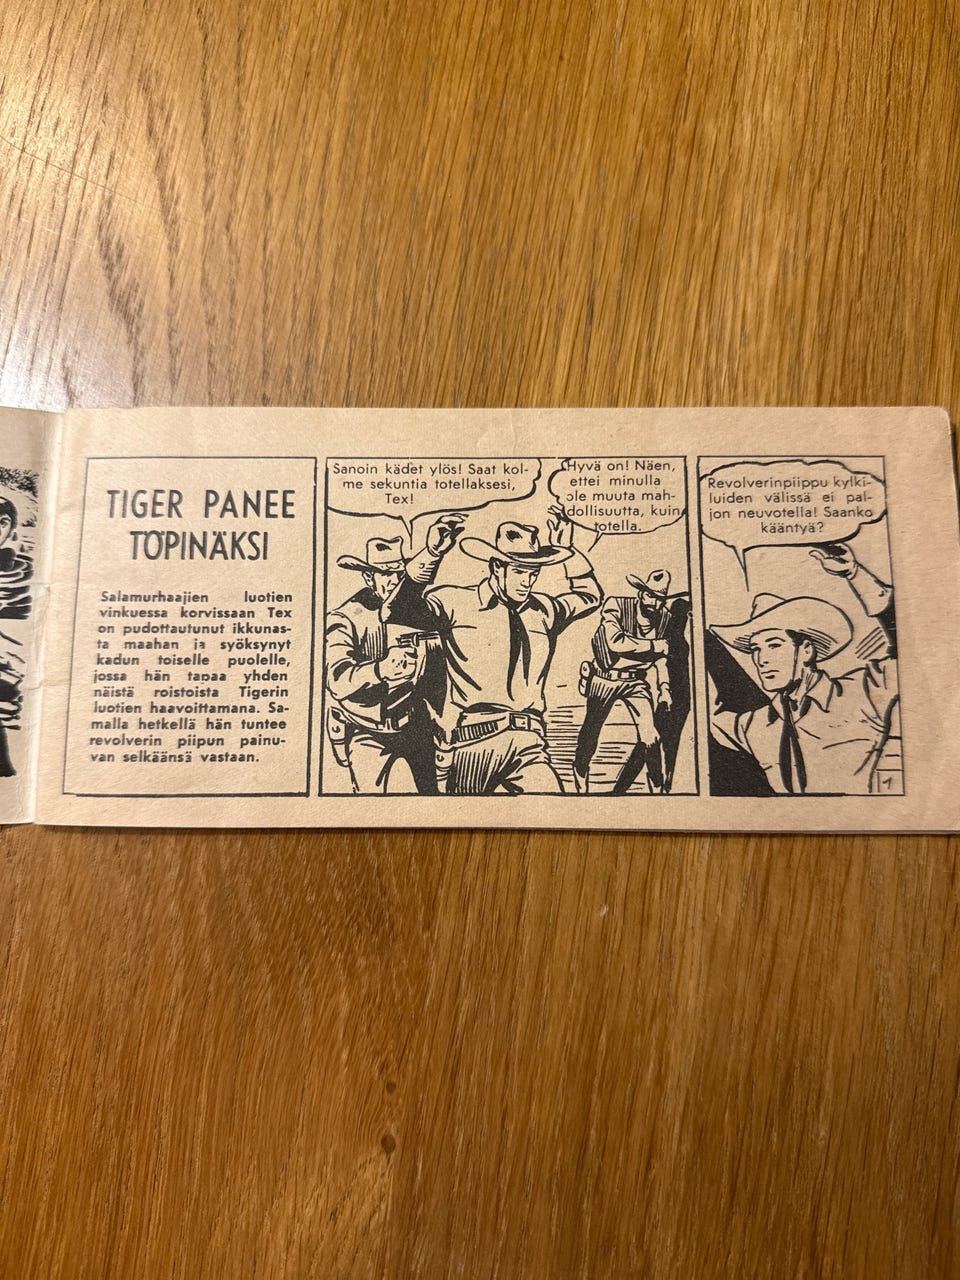 TIGER PANEE
TÖPINÄKSI
Salamurhaajien luotien
vinkuessa korvissaan Tex
on pudottautunut ikkunas-
ta maahan ja syöksynyt
kadun toiselle puolelle,
jossa hän tapaa yhden
näistä roistoista Tigerin
luotien haavoittamana. Sa-
malla hetkellä hän tuntee
revolverin piipun painu-
van selkäänsä vastaan.
Sanoin kädet ylös! Saat kol-
me sekuntia totellaksesi,
Tex!
Hyvä on! Näen,
ettei minulla
ole muuta mah-
dollisuutta, kuin
totella.
Revolverinpiippu kylki-
luiden välissä ei pal-
jon neuvotella! Saanko
kääntyä?
1